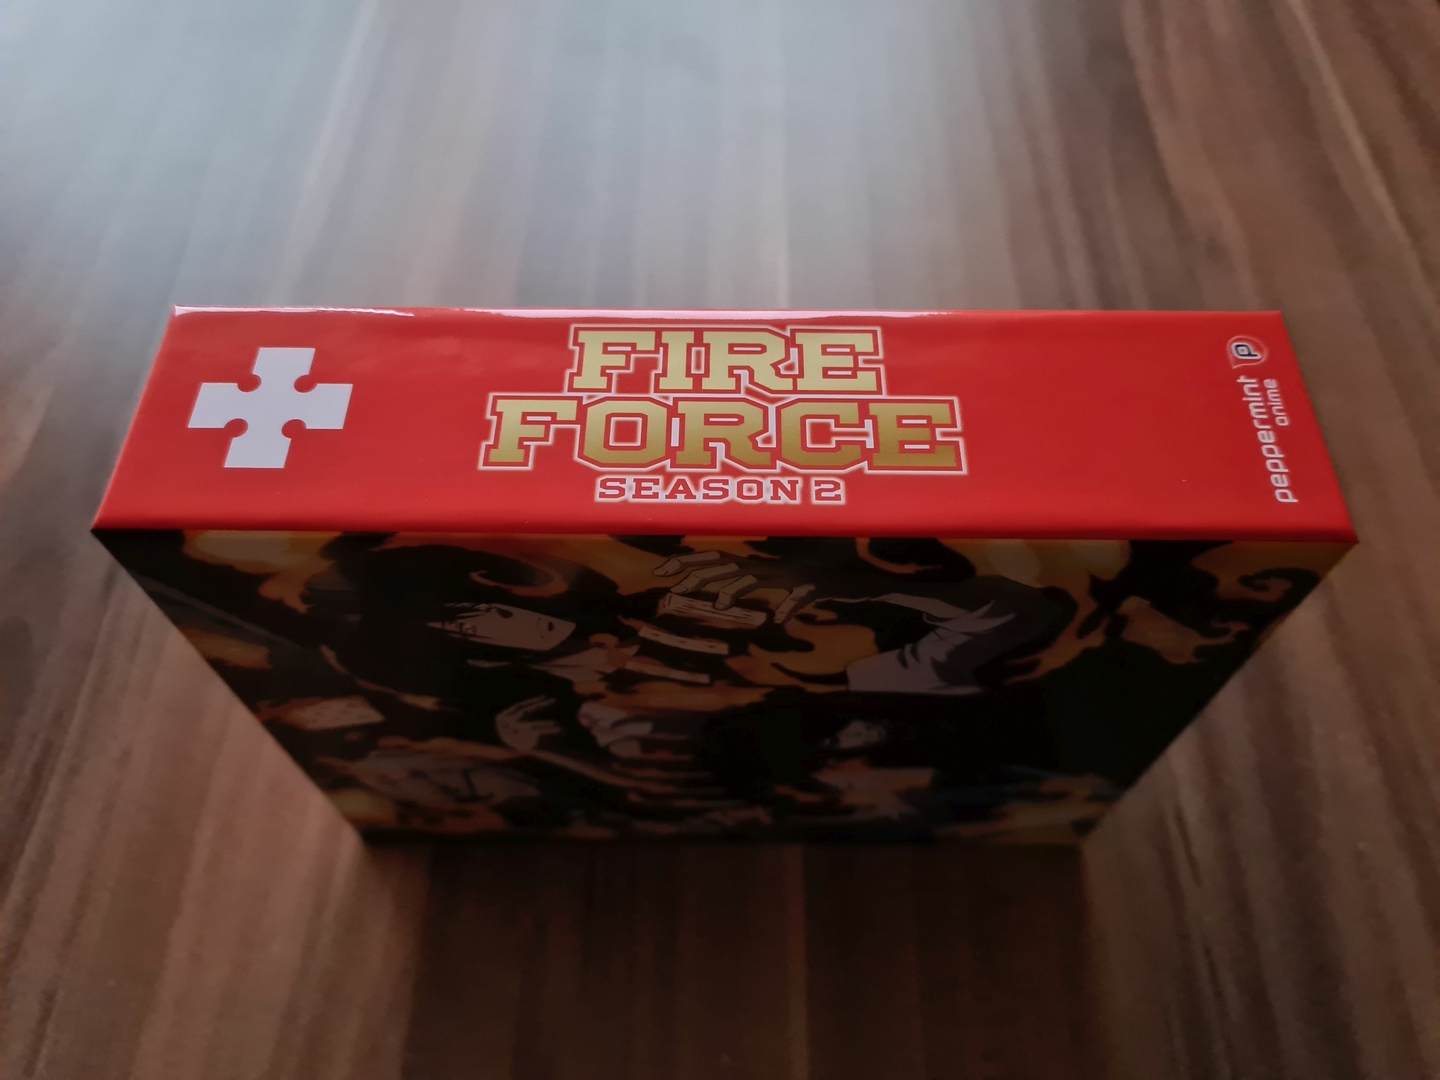 FIRE
FORCE
SEASON 2
peppermint
anime